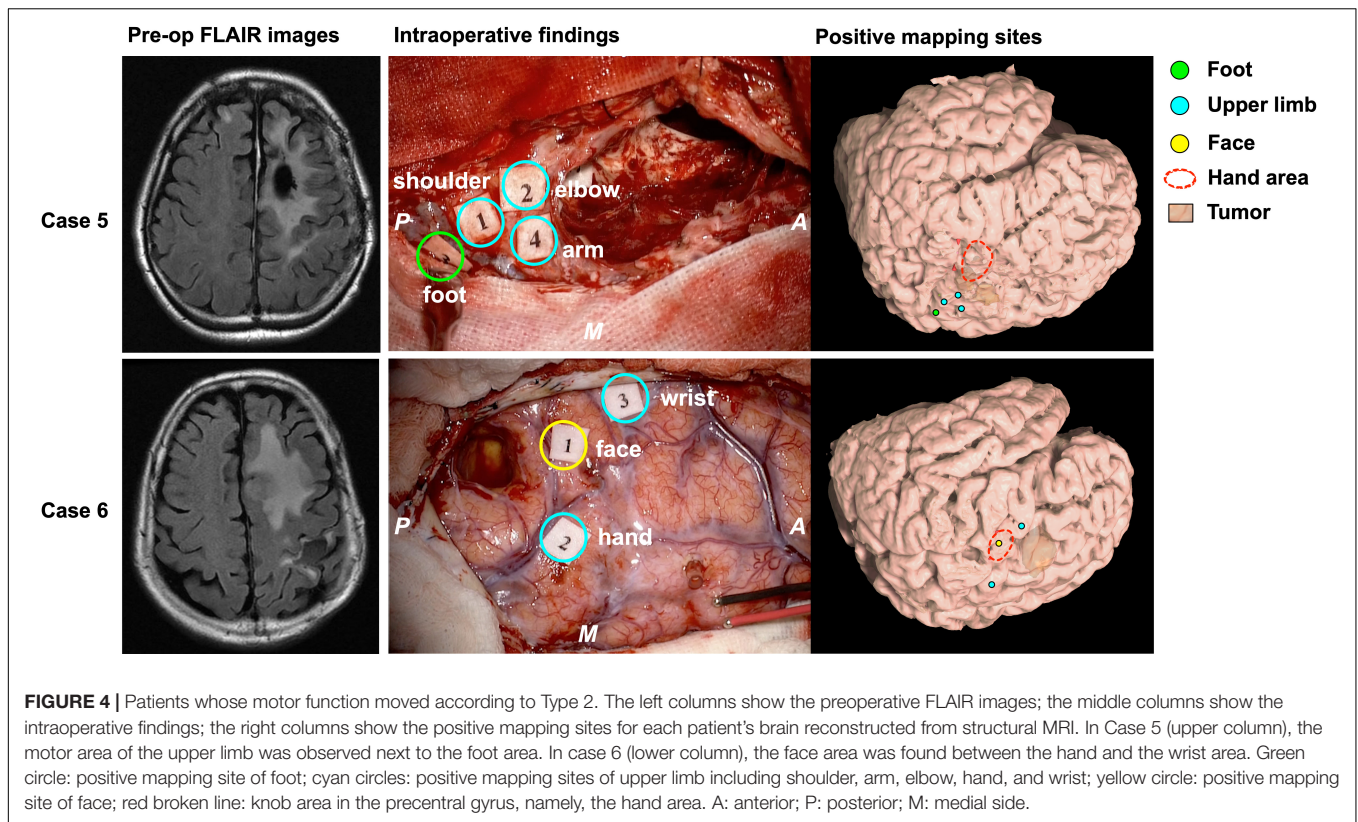 Pre-op FLAIR images
Intraoperative findings
Positive mapping sites
Case 5
shoulder
elbow
arm
foot
P
A
M
1
2
4
Foot
Upper limb
Face
Hand area
Tumor
Case 6
wrist
face
hand
P
A
M
3
1
2
FIGURE 4 | Patients whose motor function moved according to Type 2. The left columns show the preoperative FLAIR images; the middle columns show the
intraoperative findings; the right columns show the positive mapping sites for each patient's brain reconstructed from structural MRI. In Case 5 (upper column), the
motor area of the upper limb was observed next to the foot area. In case 6 (lower column), the face area was found between the hand and the wrist area. Green
circle: positive mapping site of foot; cyan circles: positive mapping sites of upper limb including shoulder, arm, elbow, hand, and wrist; yellow circle: positive mapping
site of face; red broken line: knob area in the precentral gyrus, namely, the hand area. A: anterior; P: posterior; M: medial side.